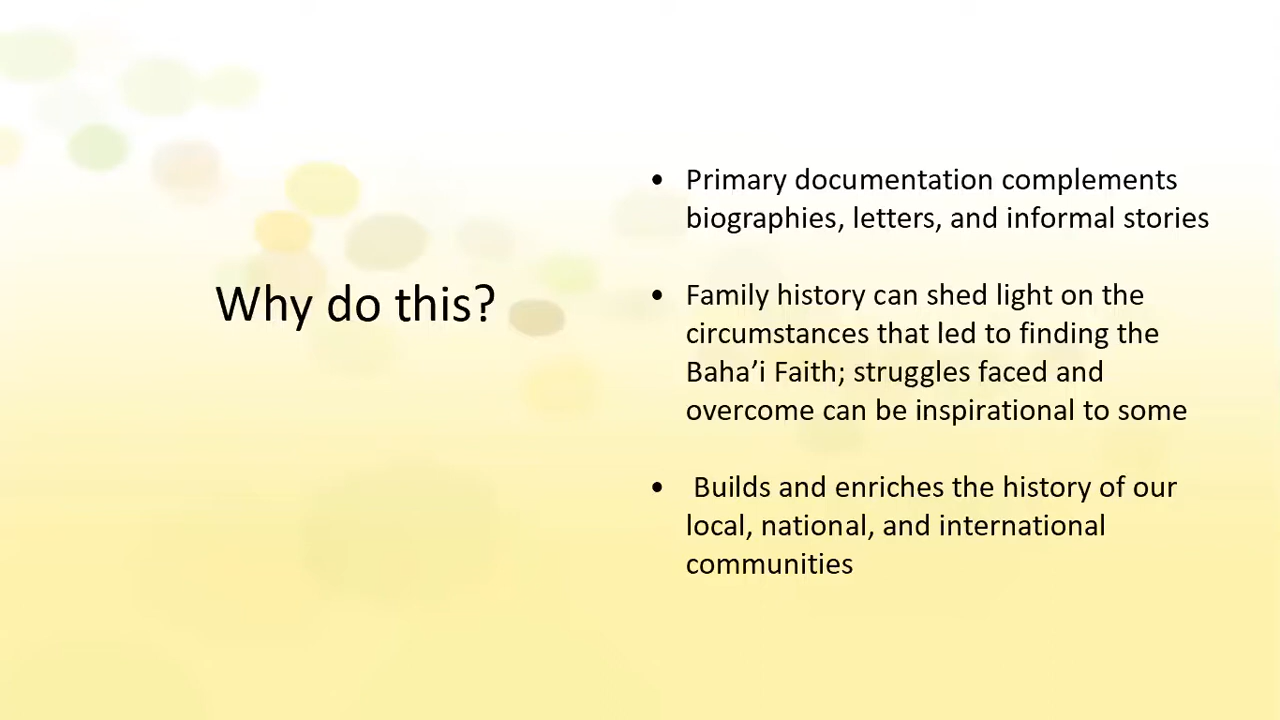 Why do this?
• Primary documentation complements
biographies, letters, and informal stories
• Family history can shed light on the
circumstances that led to finding the
Baha’i Faith; struggles faced and
overcome can be inspirational to some
• Builds and enriches the history of our
local, national, and international
communities